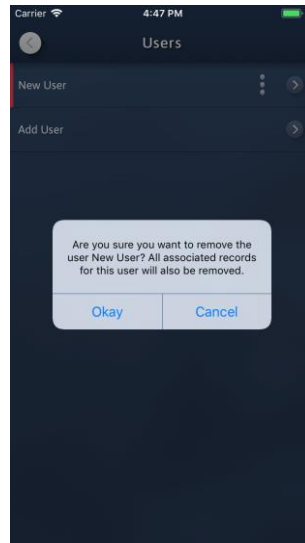 Carrier 4:47 PM
Users
New User
Add User
Are you sure you want to remove the
user New User? All associated records
for this user will also be removed.
Okay Cancel